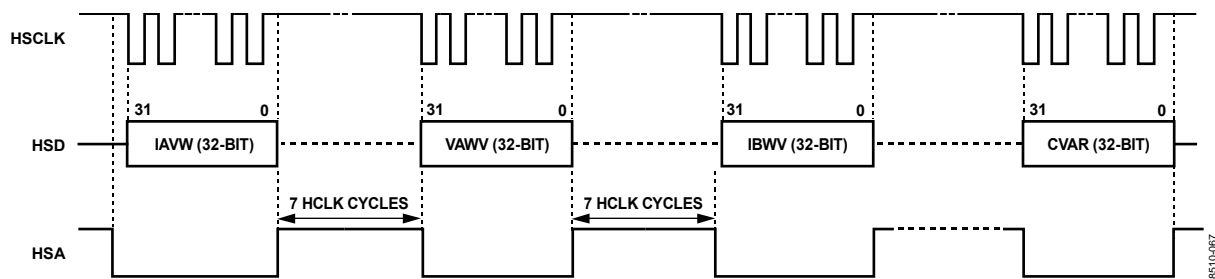 HSCLK
31 0 31 0 31 0 31 0
HSD IAVW (32-BIT) VAWV (32-BIT) IBWV (32-BIT) CVAR (32-BIT)
7 HCLK CYCLES 7 HCLK CYCLES
HSA
8510-067